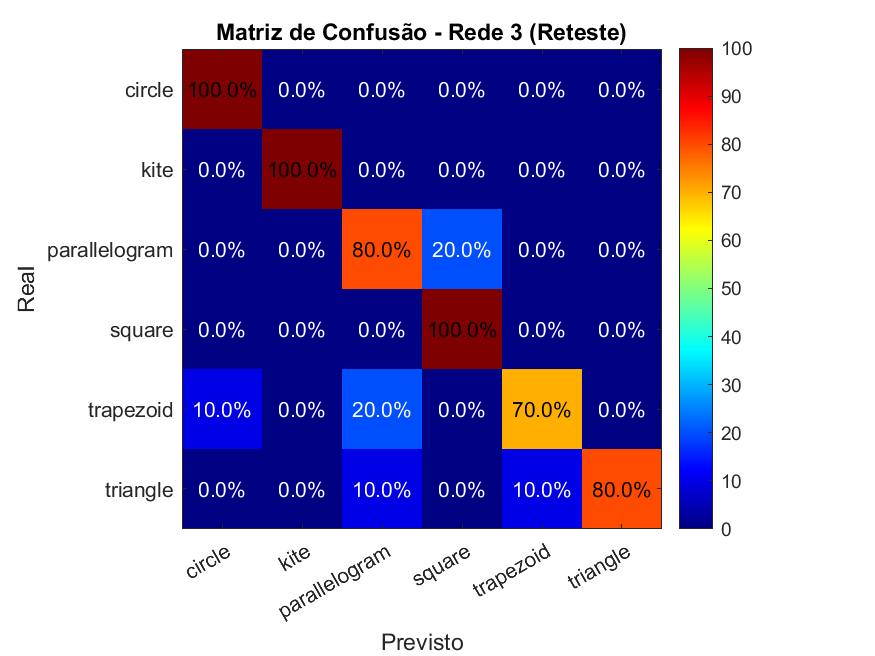 Matriz de Confusão - Rede 3 (Reteste)
circle 100.0% 0.0% 0.0% 0.0% 0.0% 0.0%
kite 0.0% 100.0% 0.0% 0.0% 0.0% 0.0%
parallelogram 0.0% 0.0% 80.0% 20.0% 0.0% 0.0%
square 0.0% 0.0% 0.0% 100.0% 0.0% 0.0%
trapezoid 10.0% 0.0% 20.0% 0.0% 70.0% 0.0%
triangle 0.0% 0.0% 10.0% 0.0% 10.0% 80.0%
circle kite parallelogram square trapezoid triangle
Previsto
Real
100
90
80
70
60
50
40
30
20
10
0